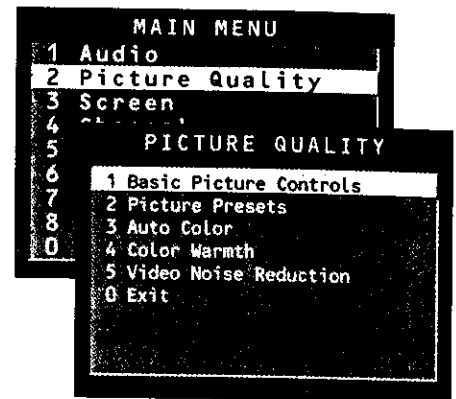 MAIN MENU
1 Audio
2 Picture Quality
3 Screen
4
5
6
7
8
0
PICTURE QUALITY
1 Basic Picture Controls
2 Picture Presets
3 Auto Color
4 Color Warmth
5 Video Noise Reduction
0 Exit